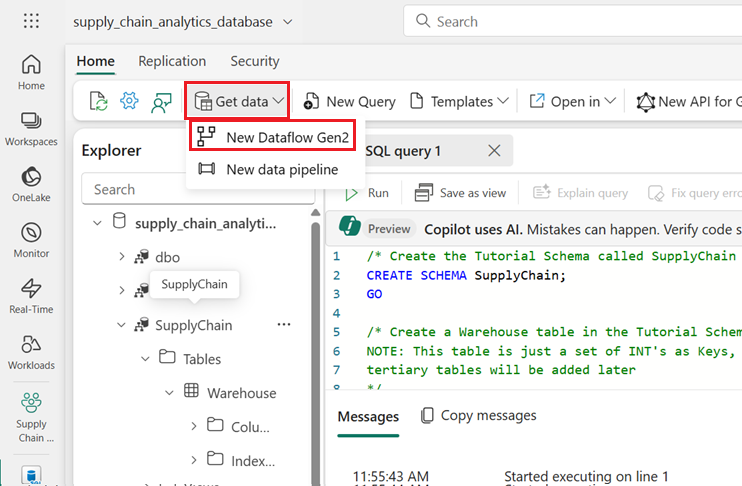 supply_chain_analytics_database
Search
Home Replication Security
Get data New Query Templates Open in New API for G
New Dataflow Gen2
New data pipeline
Home
Workspaces
OneLake
Monitor
Real-Time
Workloads
Supply
Chain ...
Explorer
Search
supply_chain_analyti...
dbo
SupplyChain
SupplyChain ...
Tables
Warehouse
Colu...
Index...
SQL query 1
Run Save as view Explain query Fix query erro
Preview Copilot uses AI. Mistakes can happen. Verify code s
1 /* Create the Tutorial Schema called SupplyChain
2 CREATE SCHEMA SupplyChain;
3 GO
4
5 /* Create a Warehouse table in the Tutorial Schem
6 NOTE: This table is just a set of INT's as Keys,
7 tertiary tables will be added later
8 */
Messages Copy messages
11:55:43 AM Started executing on line 1